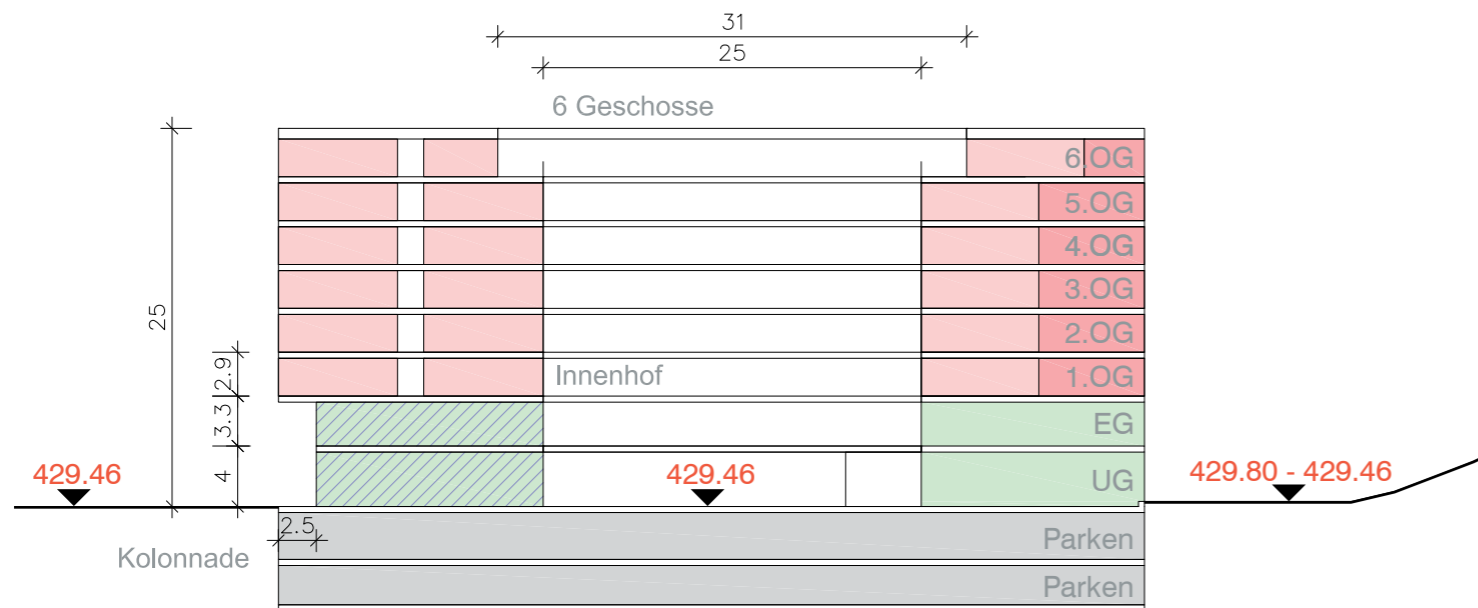 31
25
6 Geschosse
6.OG
5.OG
4.OG
25
3.OG
2.OG
2.9
Innenhof
1.OG
3.3
EG
429.46
4
429.46
UG
429.80 - 429.46
2.5
Kolonnade
Parken
Parken